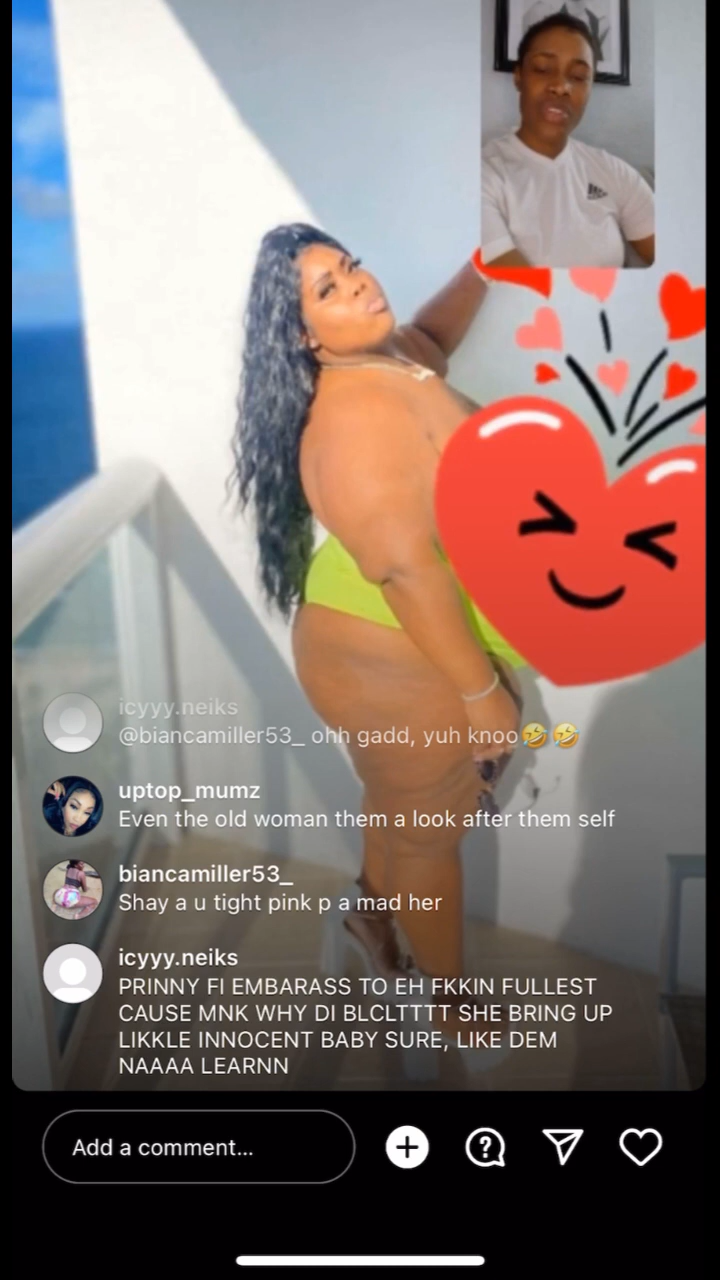 icyyy.neiks
@biancamiller53_ ohh gadd, yuh knoo🤣🤣
uptop_mumz
Even the old woman them a look after them self
biancamiller53_
Shay a u tight pink p a mad her
icyyy.neiks
PRINNY FI EMBARASS TO EH FKKIN FULLEST
CAUSE MNK WHY DI BLCLTTTT SHE BRING UP
LIKKLE INNOCENT BABY SURE, LIKE DEM
NAAAA LEARNN
Add a comment...